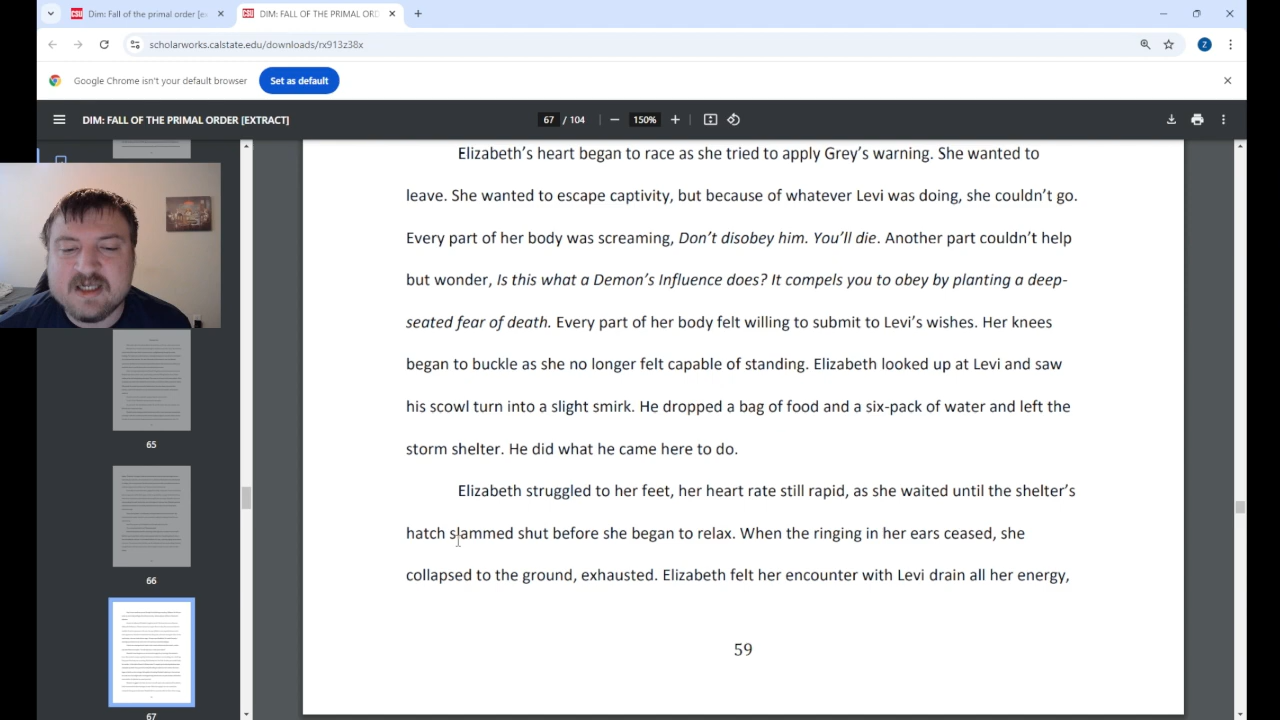 DIM: Fall of the primal order [ex
DIM: FALL OF THE PRIMAL ORD
scholarworks.calstate.edu/downloads/rx913z38x
Z
Google Chrome isn't your default browser
Set as default
DIM: FALL OF THE PRIMAL ORDER [EXTRACT]
67 / 104
150%
65
66
67
Elizabeth’s heart began to race as she tried to apply Grey’s warning. She wanted to
leave. She wanted to escape captivity, but because of whatever Levi was doing, she couldn’t go.
Every part of her body was screaming, Don’t disobey him. You’ll die. Another part couldn’t help
but wonder, Is this what a Demon’s Influence does? It compels you to obey by planting a deep-
seated fear of death. Every part of her body felt willing to submit to Levi’s wishes. Her knees
began to buckle as she no longer felt capable of standing. Elizabeth looked up at Levi and saw
his scowl turn into a slight smirk. He dropped a bag of food and a six-pack of water and left the
storm shelter. He did what he came here to do.
Elizabeth struggled to her feet, her heart rate still rapid, as she waited until the shelter’s
hatch slammed shut before she began to relax. When the ringing in her ears ceased, she
collapsed to the ground, exhausted. Elizabeth felt her encounter with Levi drain all her energy,
59